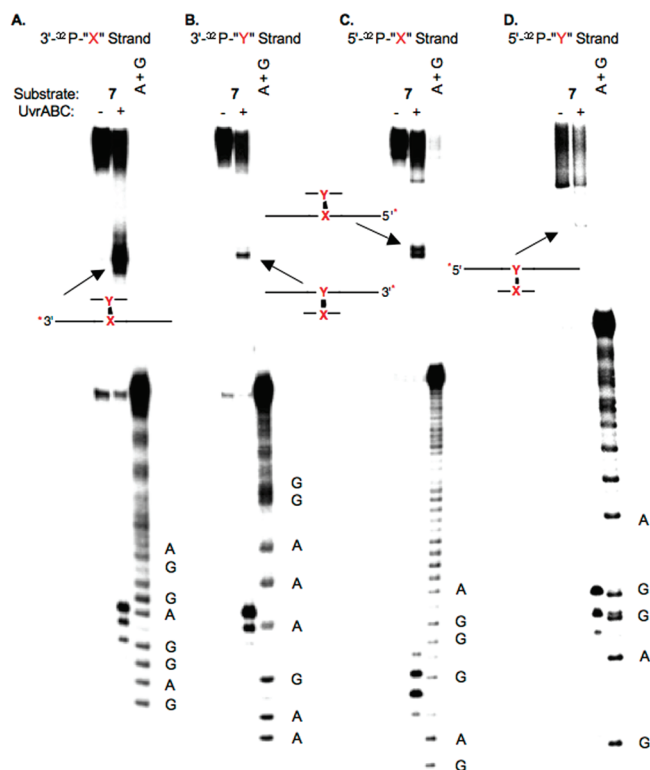 A.
3'-³²P-"X" Strand
A + G
Substrate: 7
UvrABC: - +
Y
X
*3'
A
G
G
A
G
G
A
G
B.
3'-³²P-"Y" Strand
A + G
7
- +
Y
X
3'*
G
G
A
A
A
G
A
A
C.
5'-³²P-"X" Strand
A + G
7
- +
Y
X
5'*
A
G
G
G
A
G
D.
5'-³²P-"Y" Strand
A + G
7
- +
*5'
Y
X
A
G
G
A
G